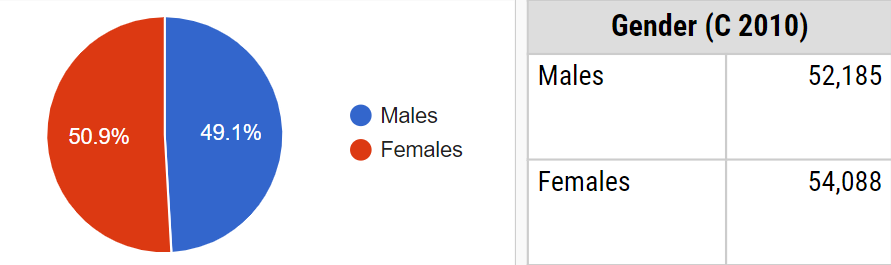 50.9%
49.1%
Males
Females
Gender (C 2010)
Males 52,185
Females 54,088